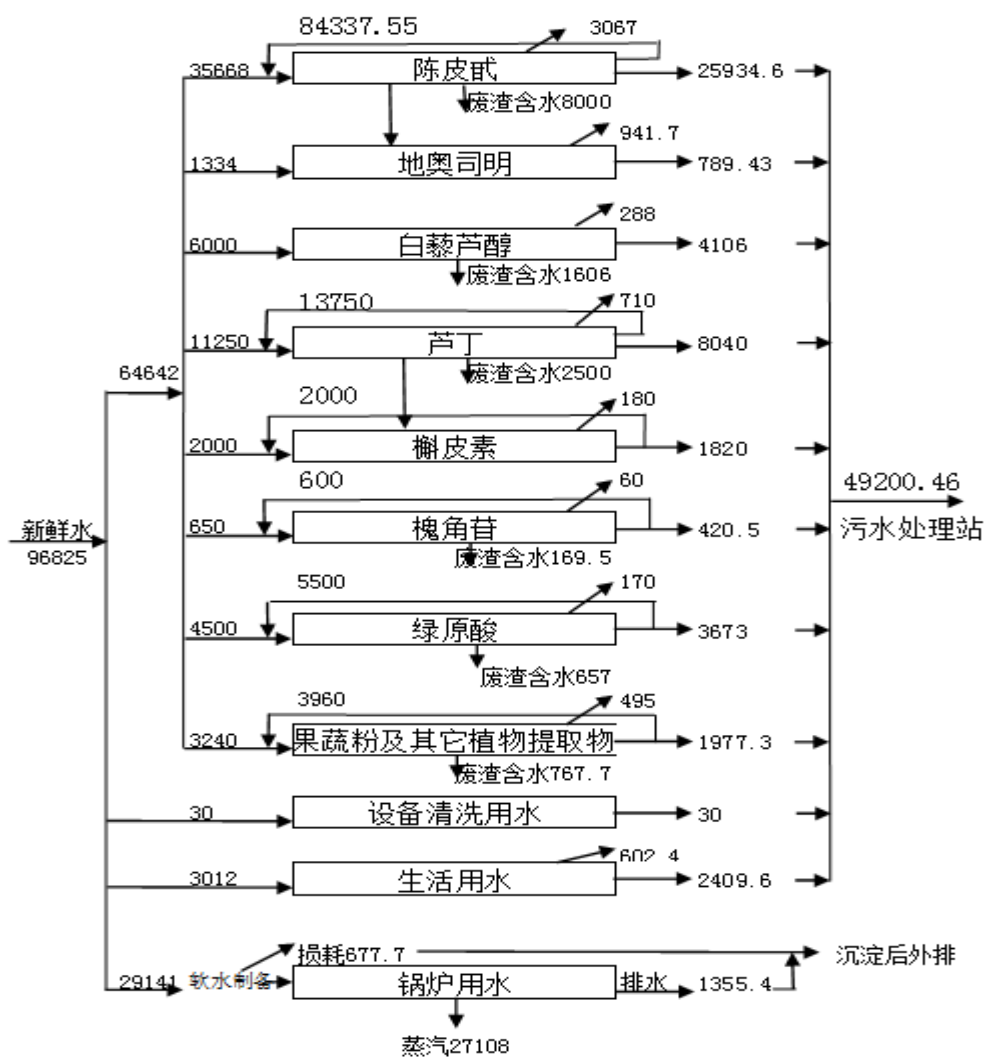 84337.55
3067
35668
陈皮甙
25934.6
废渣含水8000
941.7
1334
地奥司明
789.43
288
6000
白藜芦醇
4106
废渣含水1606
13750
710
11250
芦丁
8040
废渣含水2500
64642
2000
180
2000
槲皮素
1820
600
60
49200.46
新鲜水
650
槐角苷
420.5
污水处理站
96825
废渣含水169.5
5500
170
4500
绿原酸
3673
废渣含水657
3960
495
3240
果蔬粉及其它植物提取物
1977.3
废渣含水767.7
30
设备清洗用水
30
602.4
3012
生活用水
2409.6
损耗677.7
沉淀后外排
29141
软水制备
锅炉用水
排水
1355.4
蒸汽27108